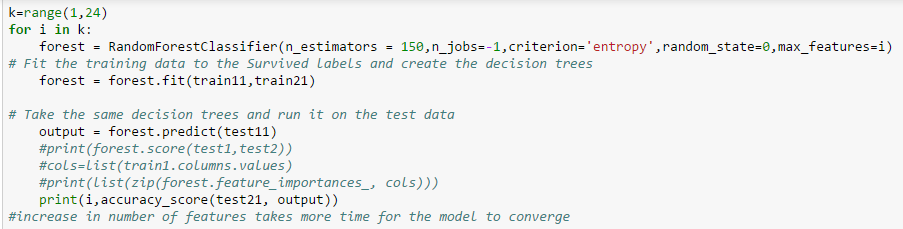 k=range(1,24)
for i in k:
    forest = RandomForestClassifier(n_estimators = 150,n_jobs=-1,criterion='entropy',random_state=0,max_features=i)
# Fit the training data to the Survived labels and create the decision trees
    forest = forest.fit(train11,train21)

# Take the same decision trees and run it on the test data
    output = forest.predict(test11)
    #print(forest.score(test1,test2))
    #cols=list(train1.columns.values)
    #print(list(zip(forest.feature_importances_, cols)))
    print(i,accuracy_score(test21, output))
#increase in number of features takes more time for the model to converge